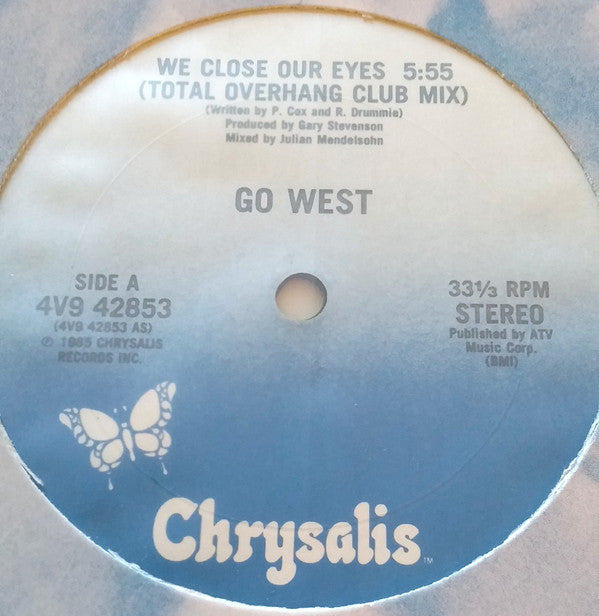 WE CLOSE OUR EYES 5:55
(TOTAL OVERHANG CLUB MIX)
(Written by P. Cox and R. Drummie)
Produced by Gary Stevenson
Mixed by Julian Mendelsohn
GO WEST
SIDE A
4V9 42853
(4V9 42853 AS)
℗ 1985 CHRYSALIS
RECORDS INC.
33⅓ RPM
STEREO
Published by ATV
Music Corp.
(BMI)
Chrysalis™